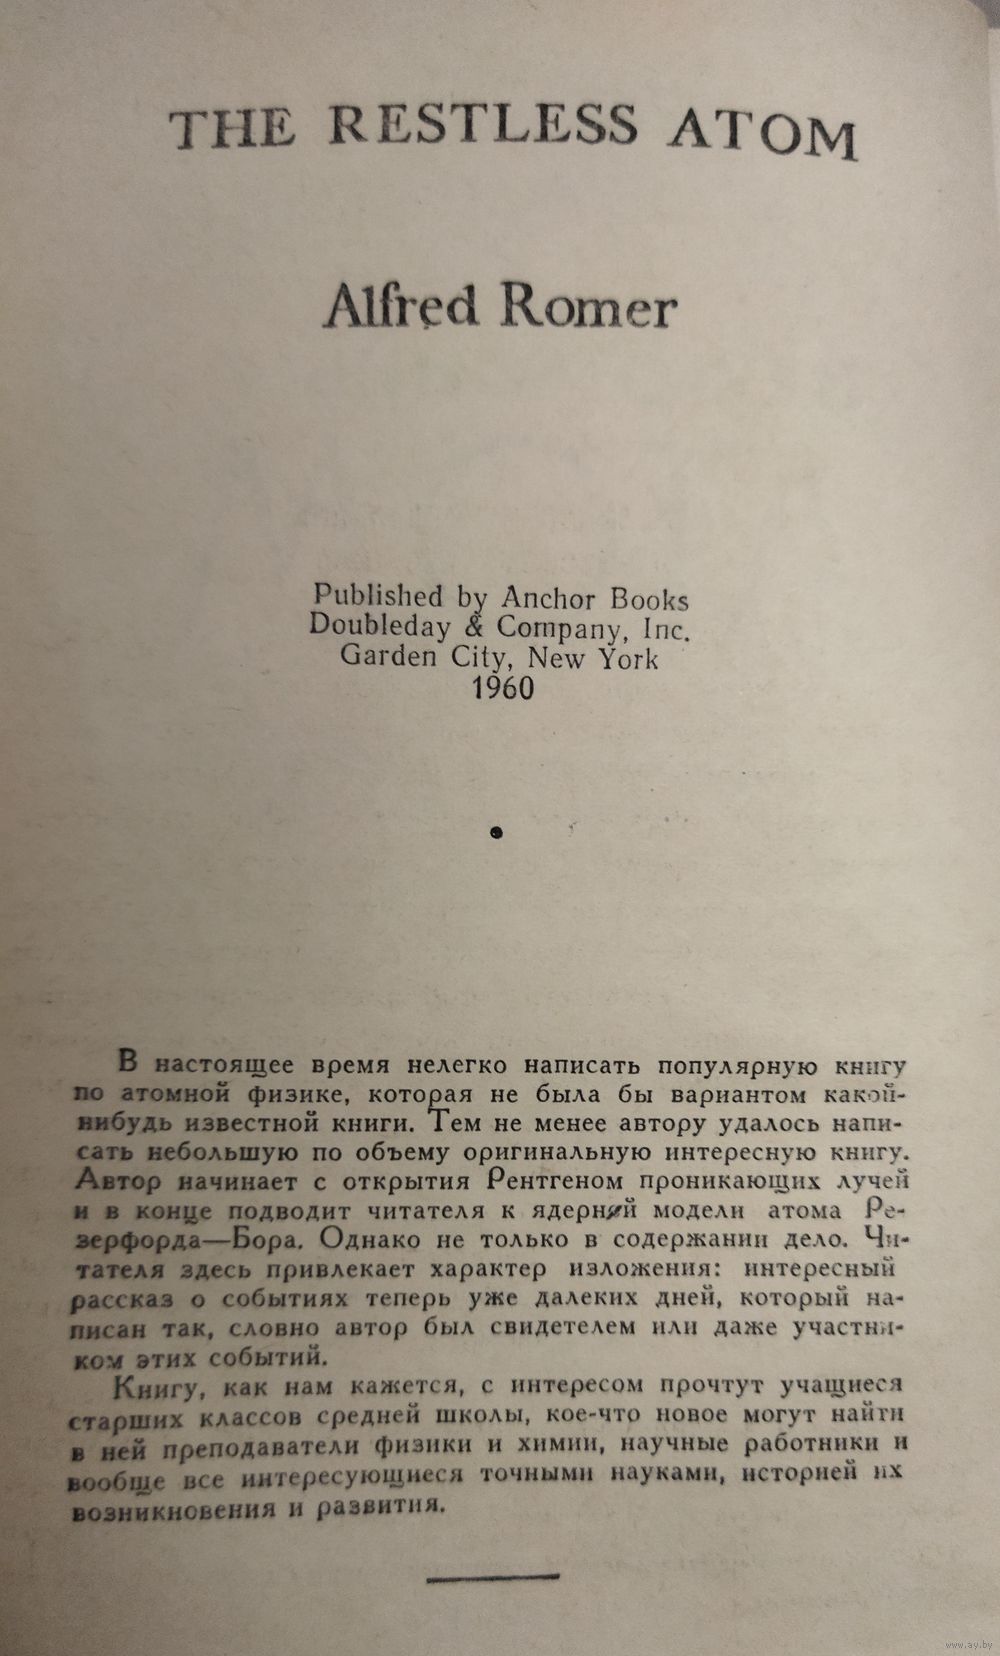 THE RESTLESS ATOM
Alfred Romer
Published by Anchor Books
Doubleday & Company, Inc.
Garden City, New York
1960
В настоящее время нелегко написать популярную книгу
по атомной физике, которая не была бы вариантом какой-
нибудь известной книги. Тем не менее автору удалось напи-
сать небольшую по объему оригинальную интересную книгу.
Автор начинает с открытия Рентгеном проникающих лучей
и в конце подводит читателя к ядерной модели атома Ре-
зерфорда—Бора. Однако не только в содержании дело. Чи-
тателя здесь привлекает характер изложения: интересный
рассказ о событиях теперь уже далеких дней, который на-
писан так, словно автор был свидетелем или даже участни-
ком этих событий.
Книгу, как нам кажется, с интересом прочтут учащиеся
старших классов средней школы, кое-что новое могут найти
в ней преподаватели физики и химии, научные работники и
вообще все интересующиеся точными науками, историей их
возникновения и развития.
www.ay.by